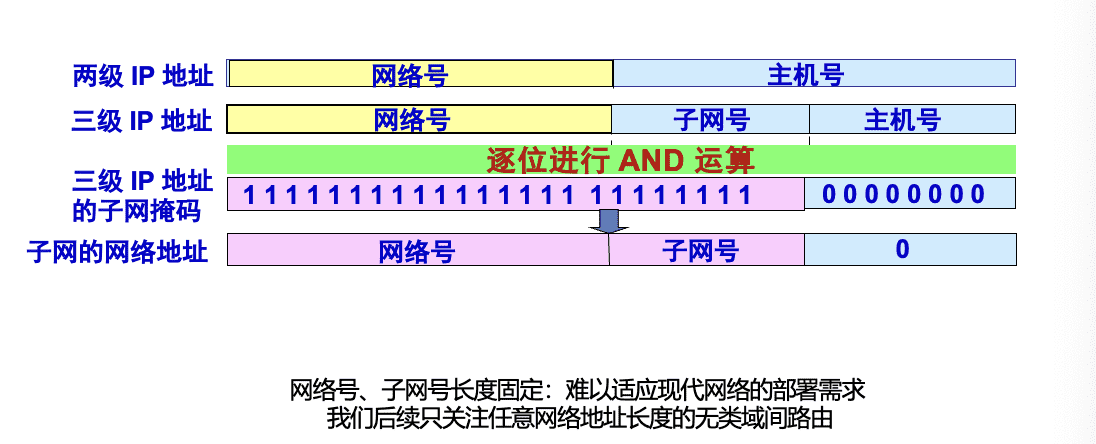 两级 IP 地址 网络号 主机号
三级 IP 地址 网络号 子网号 主机号
逐位进行 AND 运算
三级 IP 地址
的子网掩码 1 1 1 1 1 1 1 1 1 1 1 1 1 1 1 1 1 1 1 1 1 1 1 1 0 0 0 0 0 0 0 0
子网的网络地址 网络号 子网号 0
网络号、子网号长度固定：难以适应现代网络的部署需求
我们后续只关注任意网络地址长度的无类域间路由